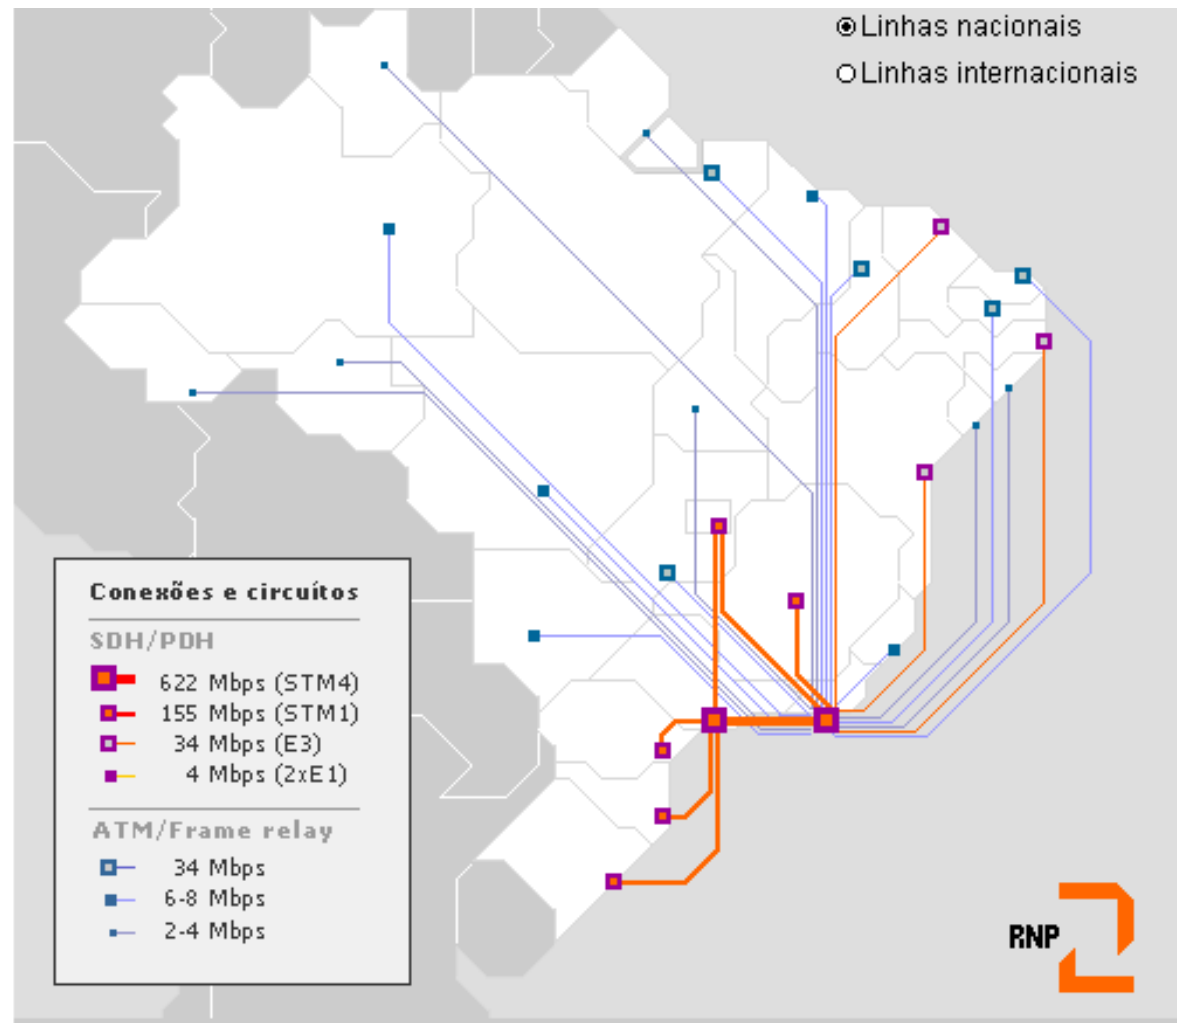 Linhas nacionais
Linhas internacionais
Conexões e circuítos
SDH/PDH
622 Mbps (STM4)
155 Mbps (STM1)
34 Mbps (E3)
4 Mbps (2xE1)
ATM/Frame relay
34 Mbps
6-8 Mbps
2-4 Mbps
RNP